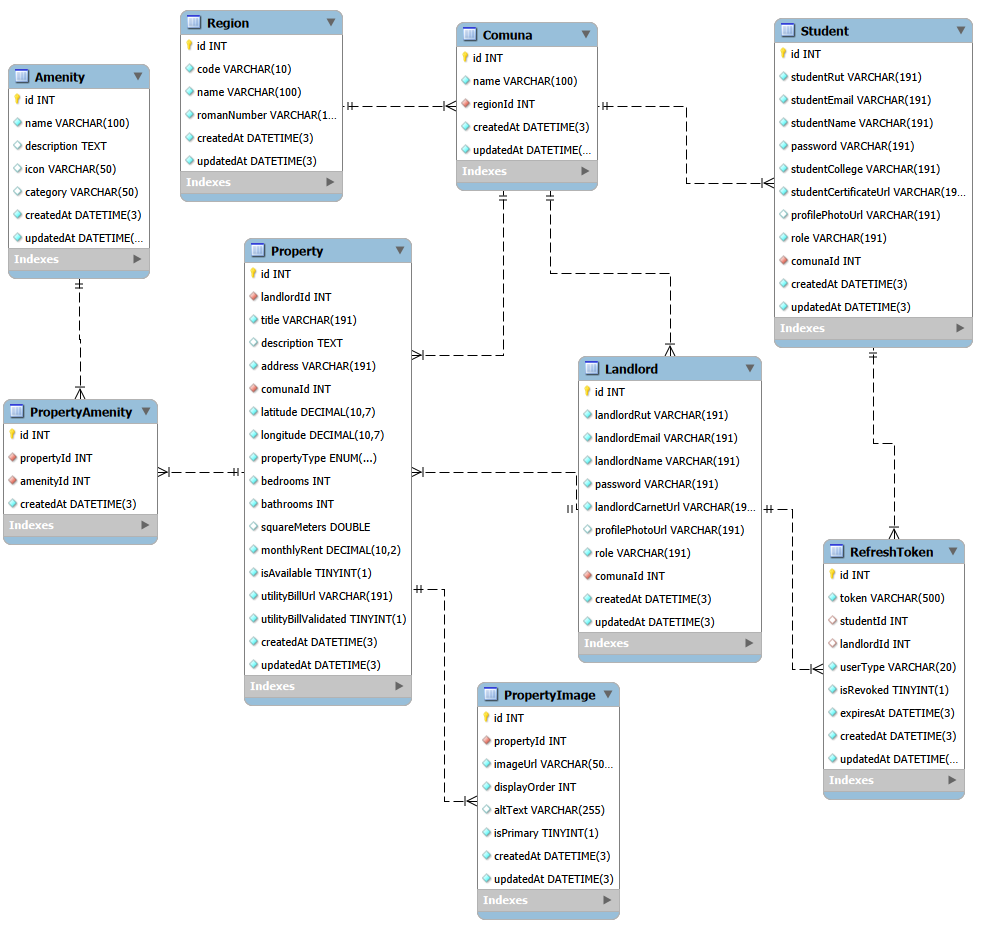 Region
id INT
code VARCHAR(10)
name VARCHAR(100)
romanNumber VARCHAR(1...
createdAt DATETIME(3)
updatedAt DATETIME(3)
Indexes
Comuna
id INT
name VARCHAR(100)
regionId INT
createdAt DATETIME(3)
updatedAt DATETIME(...
Indexes
Student
id INT
studentRut VARCHAR(191)
studentEmail VARCHAR(191)
studentName VARCHAR(191)
password VARCHAR(191)
studentCollege VARCHAR(191)
studentCertificateUrl VARCHAR(19...
profilePhotoUrl VARCHAR(191)
role VARCHAR(191)
comunaId INT
createdAt DATETIME(3)
updatedAt DATETIME(3)
Indexes
Amenity
id INT
name VARCHAR(100)
description TEXT
icon VARCHAR(50)
category VARCHAR(50)
createdAt DATETIME(3)
updatedAt DATETIME(...
Indexes
Property
id INT
landlordId INT
title VARCHAR(191)
description TEXT
address VARCHAR(191)
comunaId INT
latitude DECIMAL(10,7)
longitude DECIMAL(10,7)
propertyType ENUM(...)
bedrooms INT
bathrooms INT
squareMeters DOUBLE
monthlyRent DECIMAL(10,2)
isAvailable TINYINT(1)
utilityBillUrl VARCHAR(191)
utilityBillValidated TINYINT(1)
createdAt DATETIME(3)
updatedAt DATETIME(3)
Indexes
Landlord
id INT
landlordRut VARCHAR(191)
landlordEmail VARCHAR(191)
landlordName VARCHAR(191)
password VARCHAR(191)
landlordCarnetUrl VARCHAR(19...
profilePhotoUrl VARCHAR(191)
role VARCHAR(191)
comunaId INT
createdAt DATETIME(3)
updatedAt DATETIME(3)
Indexes
PropertyAmenity
id INT
propertyId INT
amenityId INT
createdAt DATETIME(3)
Indexes
RefreshToken
id INT
token VARCHAR(500)
studentId INT
landlordId INT
userType VARCHAR(20)
isRevoked TINYINT(1)
expiresAt DATETIME(3)
createdAt DATETIME(3)
updatedAt DATETIME(...
Indexes
PropertyImage
id INT
propertyId INT
imageUrl VARCHAR(50...
displayOrder INT
altText VARCHAR(255)
isPrimary TINYINT(1)
createdAt DATETIME(3)
updatedAt DATETIME(3)
Indexes